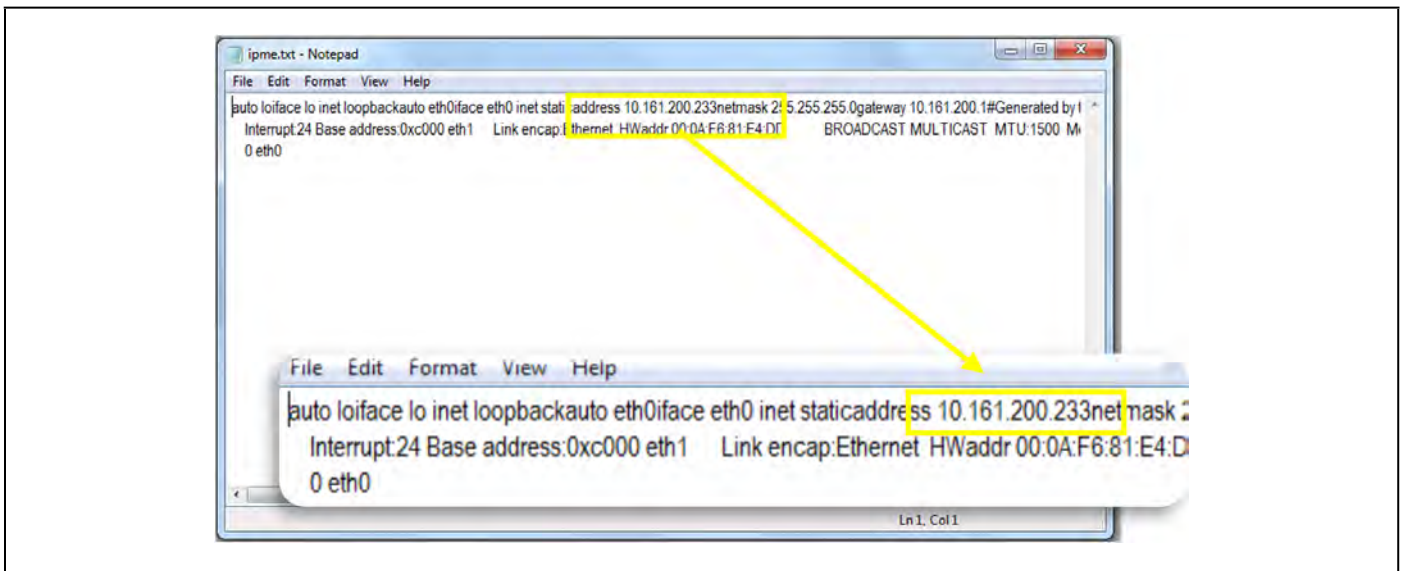 ipme.txt - Notepad
File Edit Format View Help
auto loiface lo inet loopbackauto eth0iface eth0 inet staticaddress 10.161.200.233netmask 255.255.255.0gateway 10.161.200.1#Generated by
Interrupt:24 Base address:0xc000 eth1 Link encap:Ethernet HWaddr 00:0A:F6:81:E4:DD BROADCAST MULTICAST MTU:1500
0 eth0
File Edit Format View Help
auto loiface lo inet loopbackauto eth0iface eth0 inet staticaddress 10.161.200.233netmask 2
Interrupt:24 Base address:0xc000 eth1 Link encap:Ethernet HWaddr 00:0A:F6:81:E4:D
0 eth0
Ln 1, Col 1